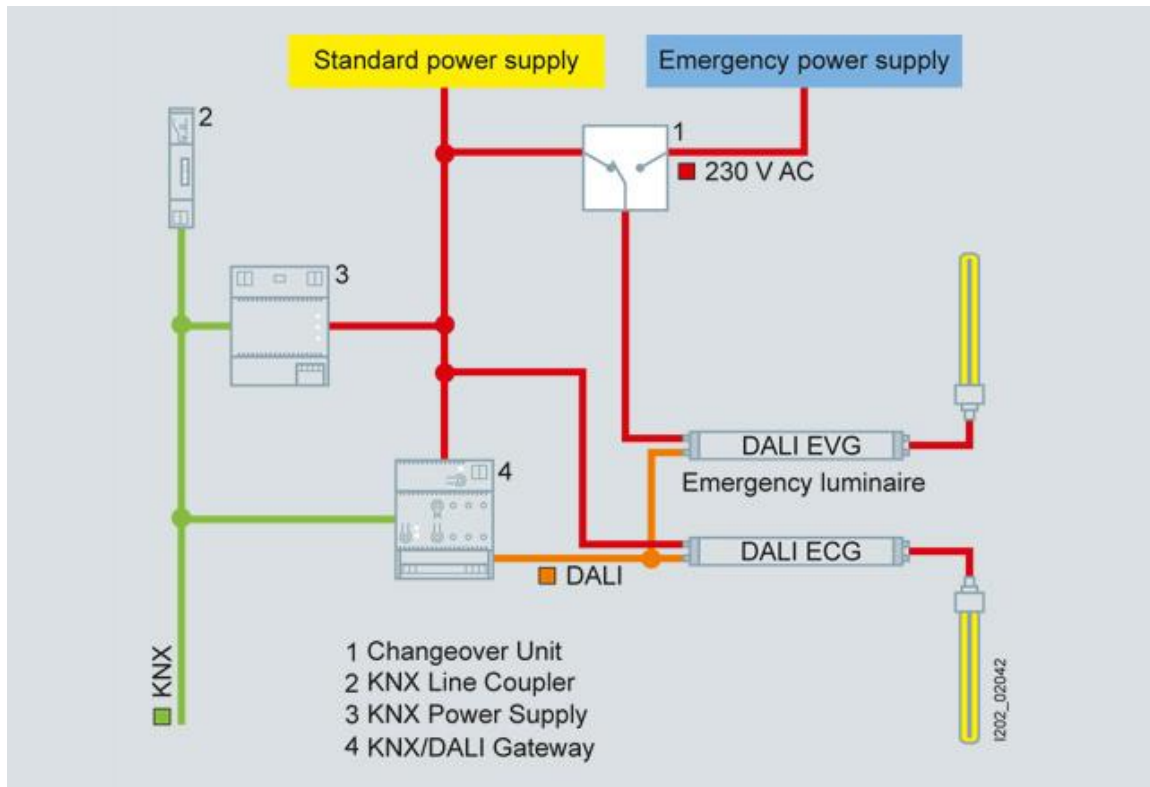 Standard power supply
Emergency power supply
2
1
230 V AC
3
4
DALI EVG
Emergency luminaire
DALI ECG
DALI
KNX
1 Changeover Unit
2 KNX Line Coupler
3 KNX Power Supply
4 KNX/DALI Gateway
I202_02042